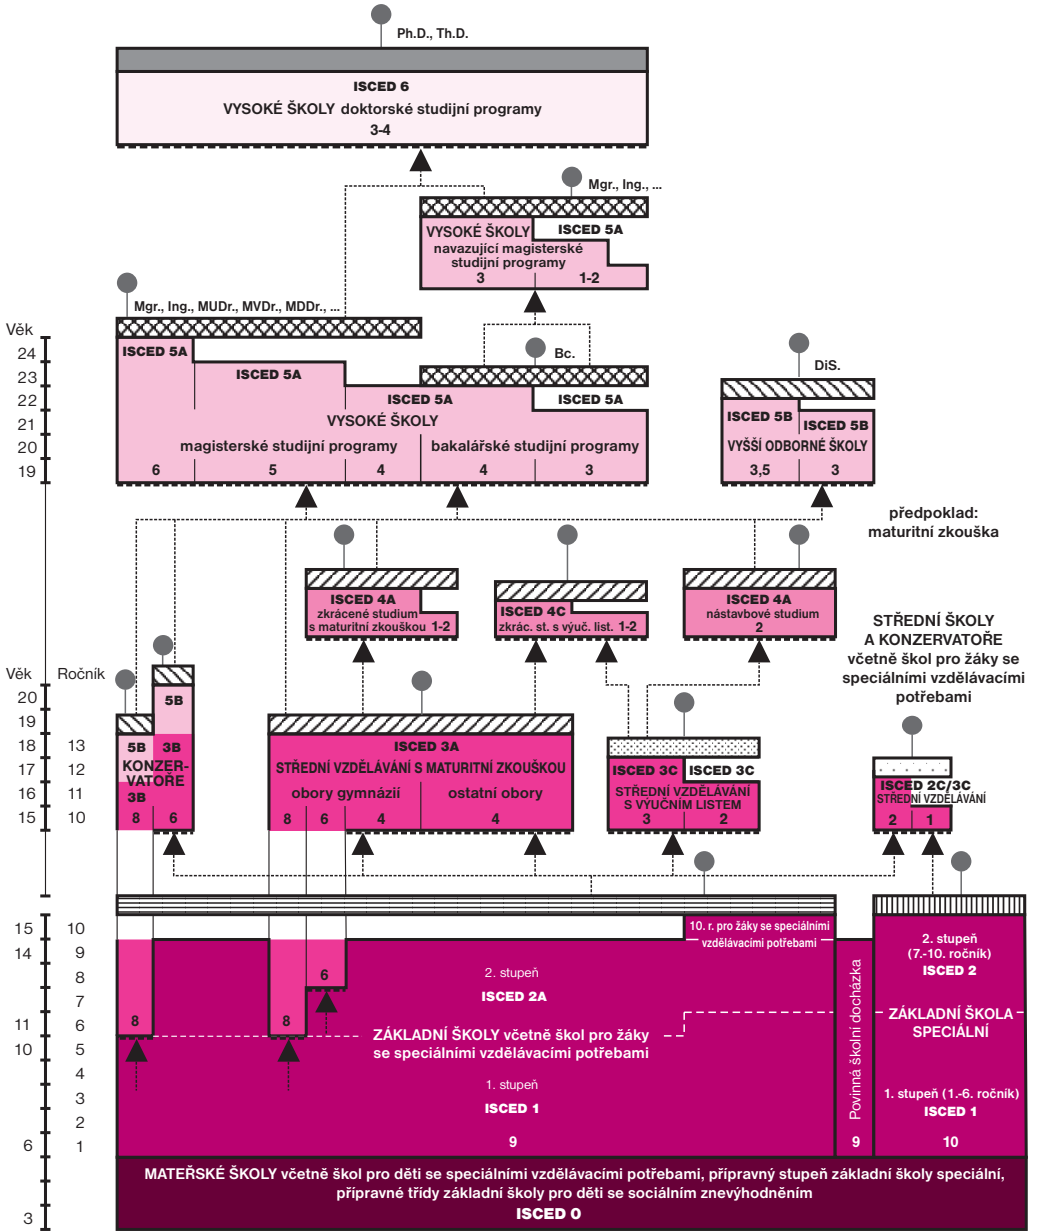 Ph.D., Th.D.
ISCED 6
VYSOKÉ ŠKOLY doktorské studijní programy
3-4
Mgr., Ing., ...
VYSOKÉ ŠKOLY
ISCED 5A
navazující magisterské
studijní programy
3
1-2
Mgr., Ing., MUDr., MVDr., MDDr., ...
Věk
24
23
22
21
20
19
ISCED 5A
ISCED 5A
ISCED 5A
Bc.
ISCED 5A
VYSOKÉ ŠKOLY
magisterské studijní programy
bakalářské studijní programy
6
5
4
4
3
DiS.
ISCED 5B
ISCED 5B
VYŠŠÍ ODBORNÉ ŠKOLY
3,5
3
předpoklad:
maturitní zkouška
ISCED 4A
zkrácené studium
s maturitní zkouškou 1-2
ISCED 4C
zkrác. st. s výuč. list. 1-2
ISCED 4A
nástavbové studium
2
STŘEDNÍ ŠKOLY
A KONZERVATOŘE
včetně škol pro žáky se
speciálními vzdělávacími
potřebami
Věk
Ročník
20
19
18 13
17 12
16 11
15 10
5B
5B
3B
KONZER-
VATOŘE
3B
8
6
ISCED 3A
STŘEDNÍ VZDĚLÁVÁNÍ S MATURITNÍ ZKOUŠKOU
obory gymnázií
ostatní obory
8
6
4
4
ISCED 3C
ISCED 3C
STŘEDNÍ VZDĚLÁVÁNÍ
S VÝUČNÍM LISTEM
3
2
ISCED 2C/3C
STŘEDNÍ VZDĚLÁVÁNÍ
2
1
15 10
14 9
8
7
11 6
10 5
4
3
2
6 1
3
10. r. pro žáky se speciálními
vzdělávacími potřebami
8
8
6
2. stupeň
ISCED 2A
ZÁKLADNÍ ŠKOLY včetně škol pro žáky
se speciálními vzdělávacími potřebami
1. stupeň
ISCED 1
9
Povinná školní docházka
9
2. stupeň
(7.-10. ročník)
ISCED 2
ZÁKLADNÍ ŠKOLA
SPECIÁLNÍ
1. stupeň (1.-6. ročník)
ISCED 1
10
MATEŘSKÉ ŠKOLY včetně škol pro děti se speciálními vzdělávacími potřebami, přípravný stupeň základní školy speciální,
přípravné třídy základní školy pro děti se sociálním znevýhodněním
ISCED 0